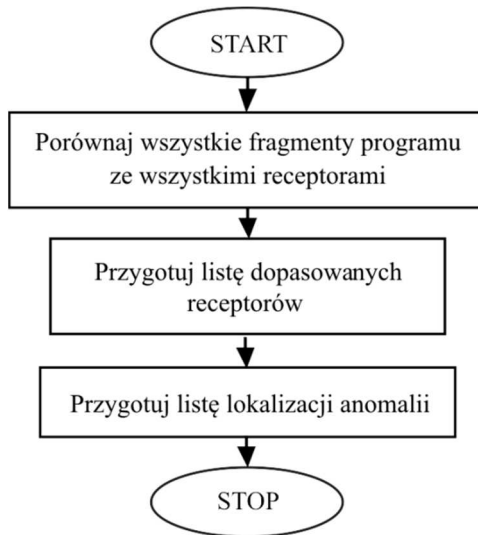 START
Porównaj wszystkie fragmenty programu
ze wszystkimi receptorami
Przygotuj listę dopasowanych
receptorów
Przygotuj listę lokalizacji anomalii
STOP